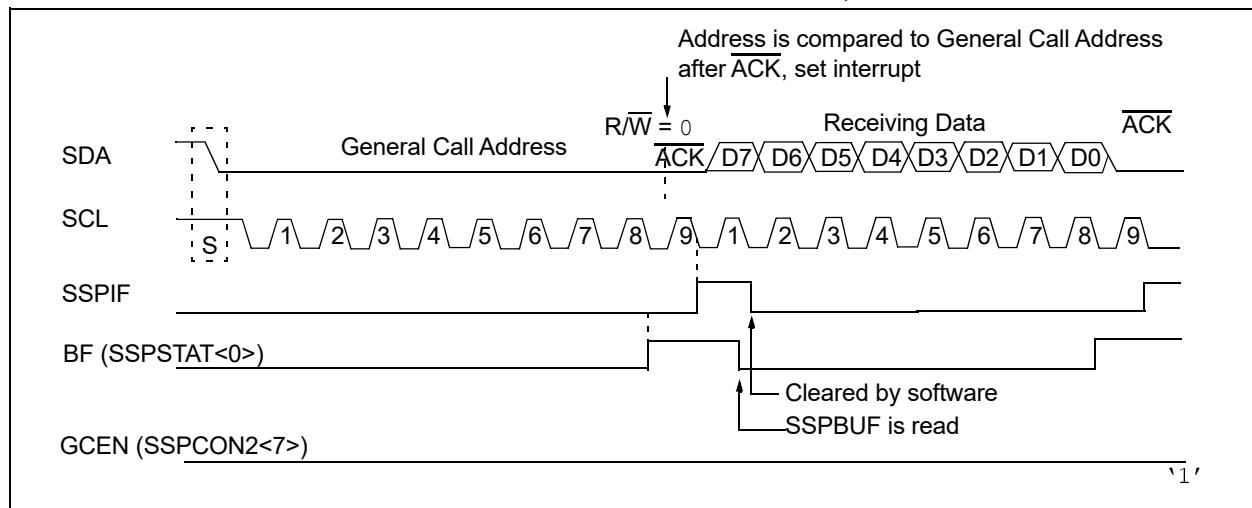 Address is compared to General Call Address
after ACK, set interrupt
R/W = 0
Receiving Data
ACK
SDA
General Call Address
ACK
D7 D6 D5 D4 D3 D2 D1 D0
SCL
S
1 2 3 4 5 6 7 8 9 1 2 3 4 5 6 7 8 9
SSPIF
BF (SSPSTAT<0>)
Cleared by software
SSPBUF is read
GCEN (SSPCON2<7>)
‘1’